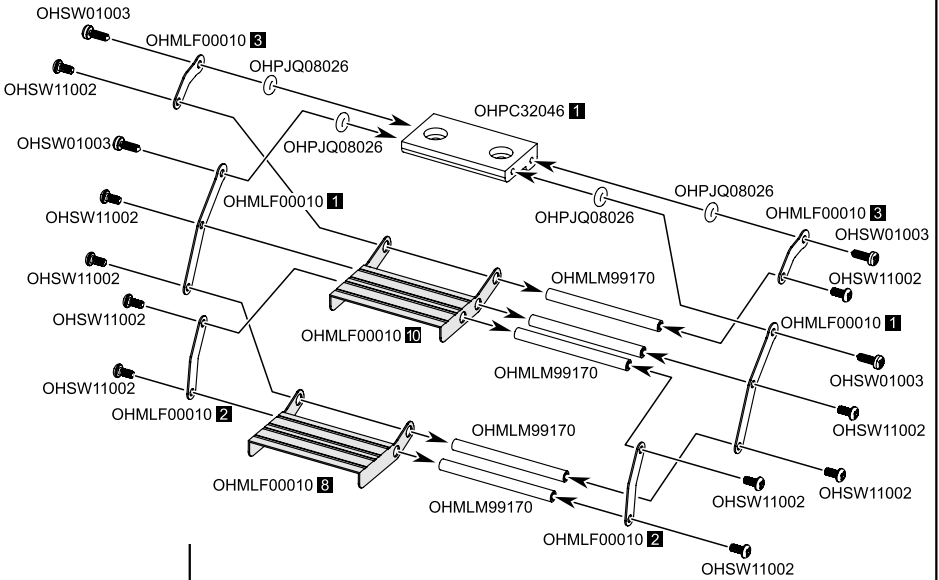 OHSW01003
OHMLF00010 3
OHPJQ08026
OHSW11002
OHPC32046 1
OHSW01003
OHPJQ08026
OHPJQ08026
OHMLF00010 1
OHPJQ08026
OHMLF00010 3
OHSW11002
OHSW01003
OHSW11002
OHMLM99170
OHSW11002
OHSW11002
OHMLF00010 10
OHMLF00010 1
OHMLM99170
OHSW01003
OHSW11002
OHMLF00010 2
OHMLM99170
OHSW11002
OHMLF00010 8
OHMLM99170
OHSW11002
OHSW11002
OHMLF00010 2
OHSW11002